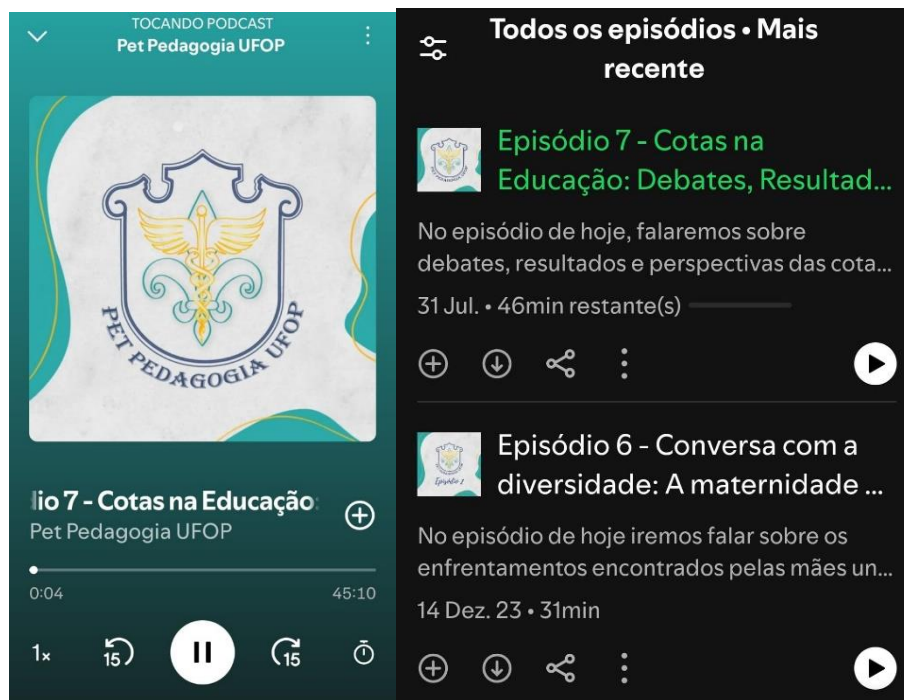 TOCANDO PODCAST
Pet Pedagogia UFOP
PET PEDAGOGIA UFOP
dio 7 - Cotas na Educação:
Pet Pedagogia UFOP
0:04
45:10
1x
15
15
Todos os episódios • Mais
recente
Episódio 7 - Cotas na
Educação: Debates, Resultad...
No episódio de hoje, falaremos sobre
debates, resultados e perspectivas das cota...
31 Jul. • 46min restante(s)
Episódio 6 - Conversa com a
diversidade: A maternidade ...
No episódio de hoje iremos falar sobre os
enfrentamentos encontrados pelas mães un...
14 Dez. 23 • 31min